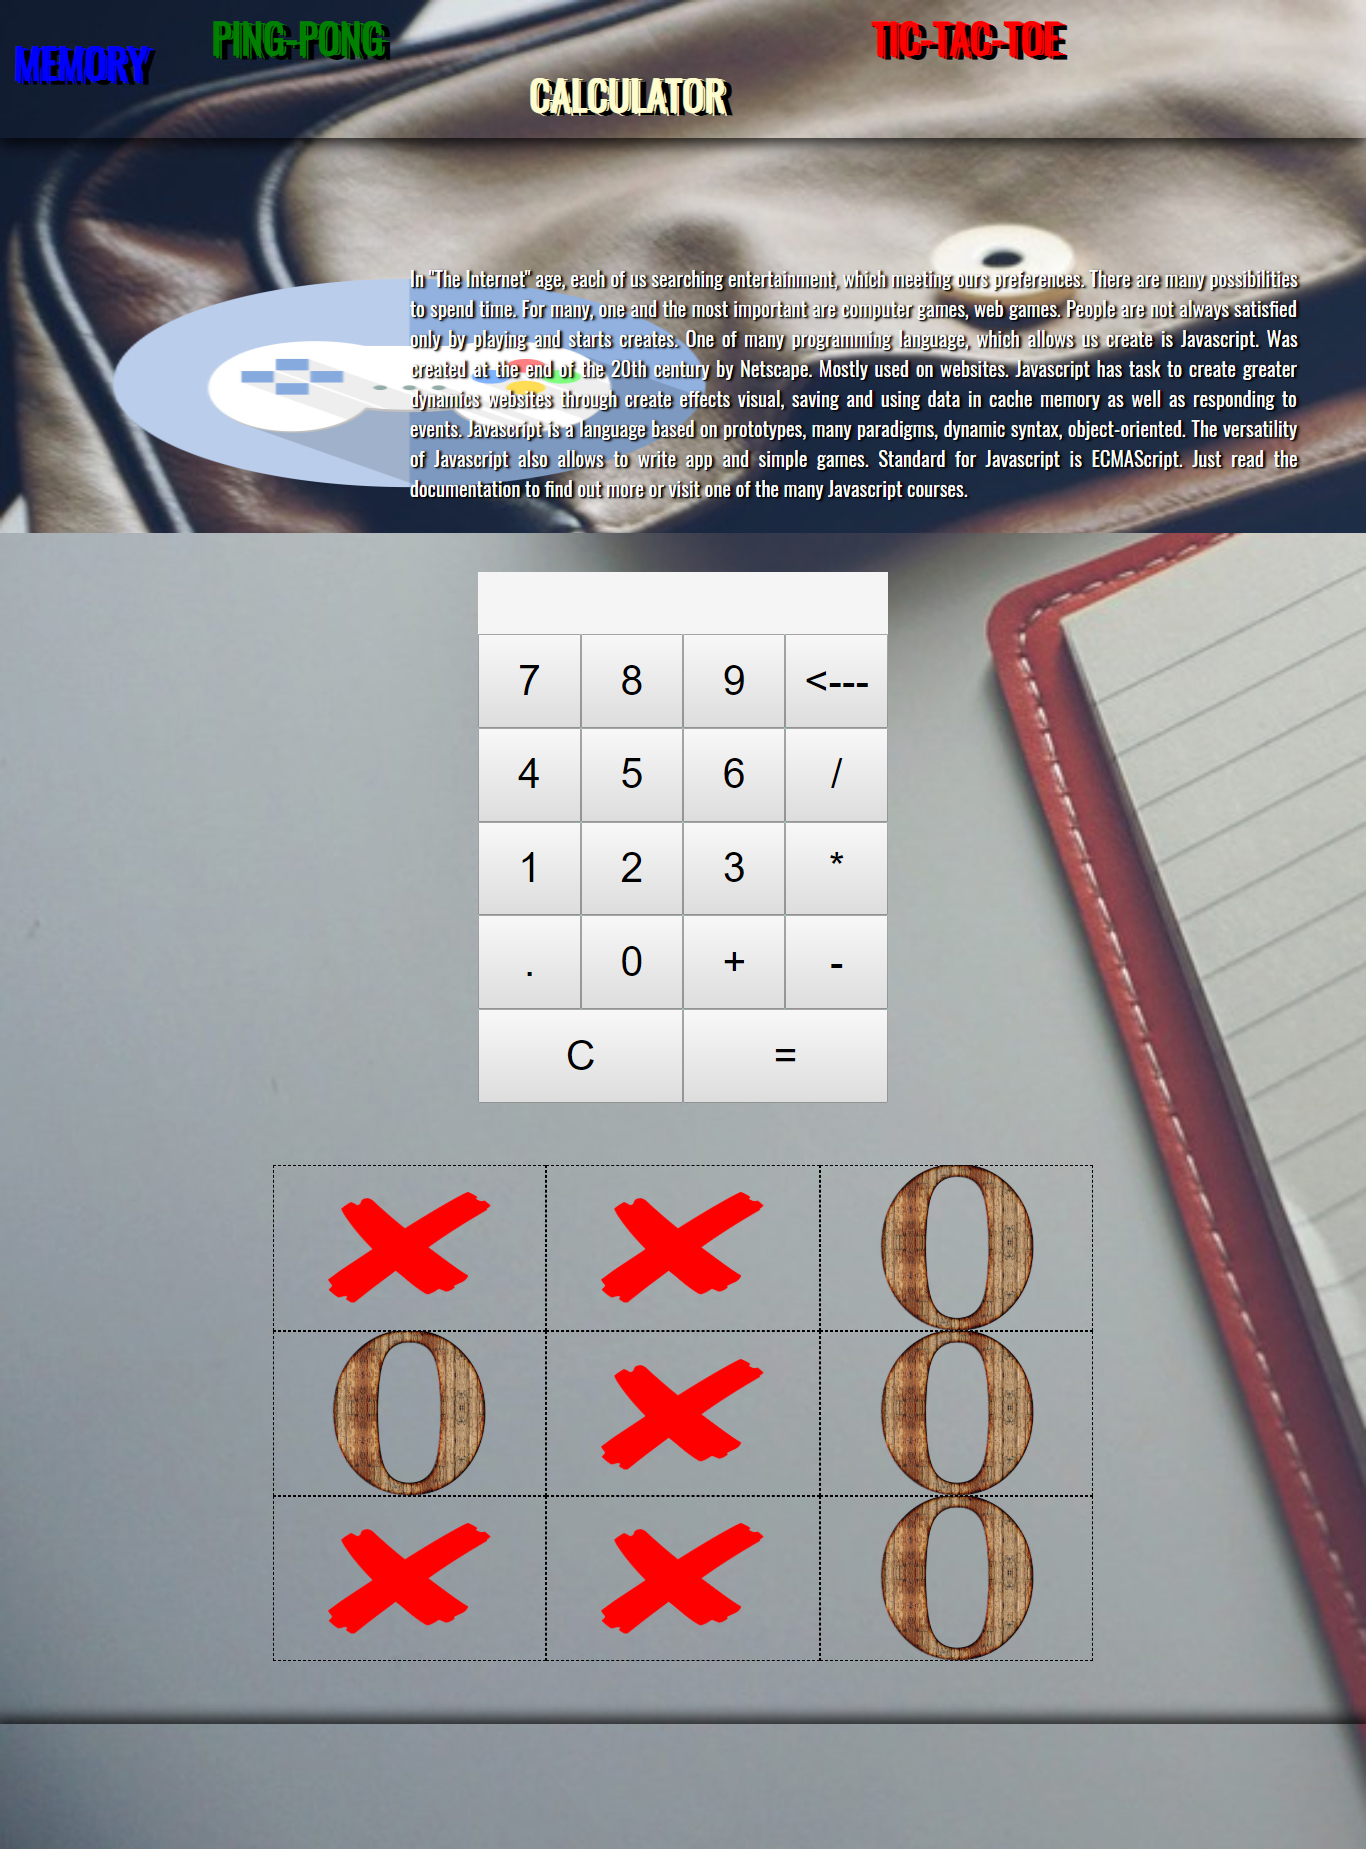 PING-PONG
TIC-TAC-TOE
MEMORY
CALCULATOR
In "The Internet" age, each of us searching entertainment, which meeting ours preferences. There are many possibilities
to spend time. For many, one and the most important are computer games, web games. People are not always satisfied
only by playing and starts creates. One of many programming language, which allows us create is Javascript. Was
created at the end of the 20th century by Netscape. Mostly used on websites. Javascript has task to create greater
dynamics websites through create effects visual, saving and using data in cache memory as well as responding to
events. Javascript is a language based on prototypes, many paradigms, dynamic syntax, object-oriented. The versatility
of Javascript also allows to write app and simple games. Standard for Javascript is ECMAScript. Just read the
documentation to find out more or visit one of the many Javascript courses.
7 8 9 <---
4 5 6 /
1 2 3 *
. 0 + -
C =
X X O
O X O
X X O